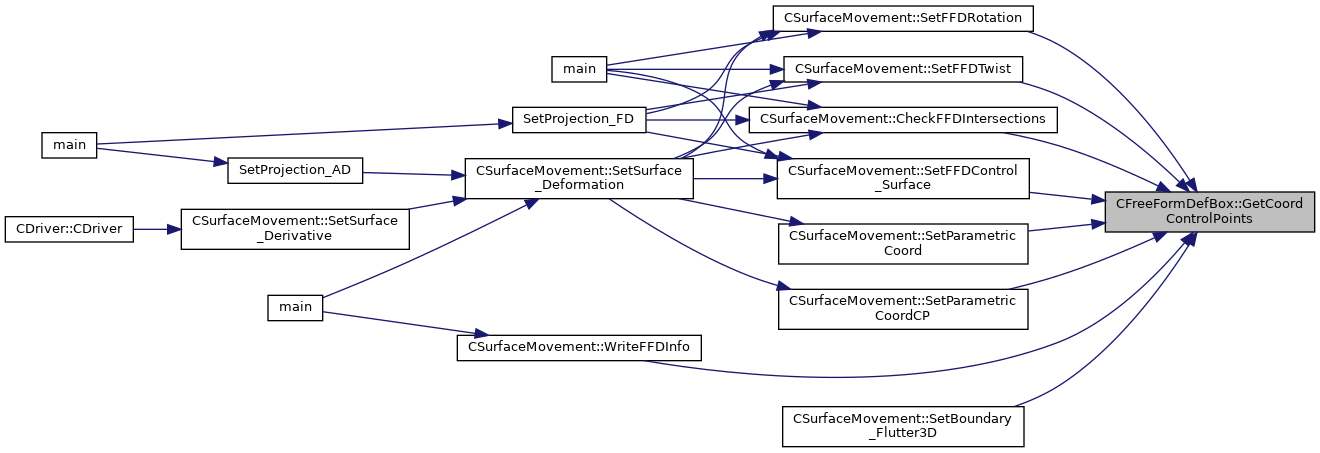 CSurfaceMovement::SetFFDRotation
main
CSurfaceMovement::SetFFDTwist
SetProjection_FD
CSurfaceMovement::CheckFFDIntersections
main
SetProjection_AD
CSurfaceMovement::SetSurface
_Deformation
CSurfaceMovement::SetFFDControl
_Surface
CFreeFormDefBox::GetCoord
ControlPoints
CDriver::CDriver
CSurfaceMovement::SetSurface
_Derivative
CSurfaceMovement::SetParametric
Coord
main
CSurfaceMovement::SetParametric
CoordCP
CSurfaceMovement::WriteFFDInfo
CSurfaceMovement::SetBoundary
_Flutter3D